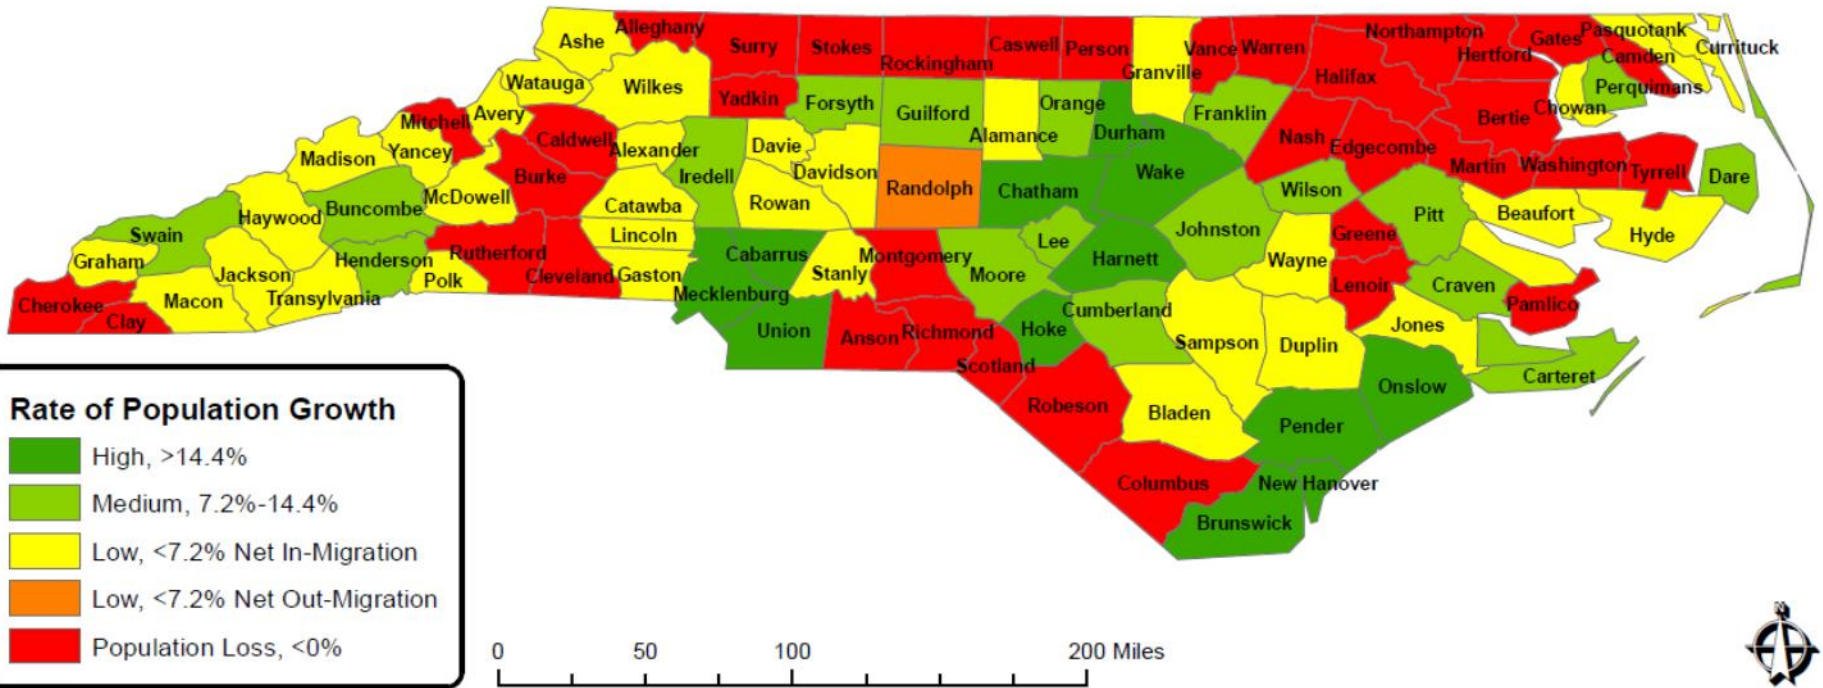 Alleghany
Ashe
Surry
Stokes
Rockingham
Caswell
Person
Granville
Vance
Warren
Northampton
Hertford
Gates
Pasquotank
Camden
Currituck
Halifax
Watauga
Wilkes
Yadkin
Forsyth
Guilford
Alamance
Orange
Durham
Franklin
Nash
Edgecombe
Bertie
Chowan
Perquimans
Mitchell
Avery
Caldwell
Alexander
Davie
Davidson
Madison
Yancey
Burke
Iredell
Randolph
Chatham
Wake
Wilson
Martin
Washington
Tyrrell
Dare
Haywood
Buncombe
McDowell
Catawba
Rowan
Johnston
Pitt
Beaufort
Hyde
Swain
Graham
Jackson
Henderson
Rutherford
Lincoln
Cabarrus
Stanly
Montgomery
Moore
Lee
Harnett
Wayne
Greene
Lenoir
Craven
Pamlico
Cherokee
Clay
Macon
Transylvania
Polk
Cleveland
Gaston
Mecklenburg
Union
Anson
Richmond
Scotland
Hoke
Cumberland
Sampson
Duplin
Jones
Carteret
Onslow
Robeson
Bladen
Pender
Columbus
New Hanover
Brunswick
Rate of Population Growth
High, >14.4%
Medium, 7.2%-14.4%
Low, <7.2% Net In-Migration
Low, <7.2% Net Out-Migration
Population Loss, <0%
0 50 100 200 Miles
N